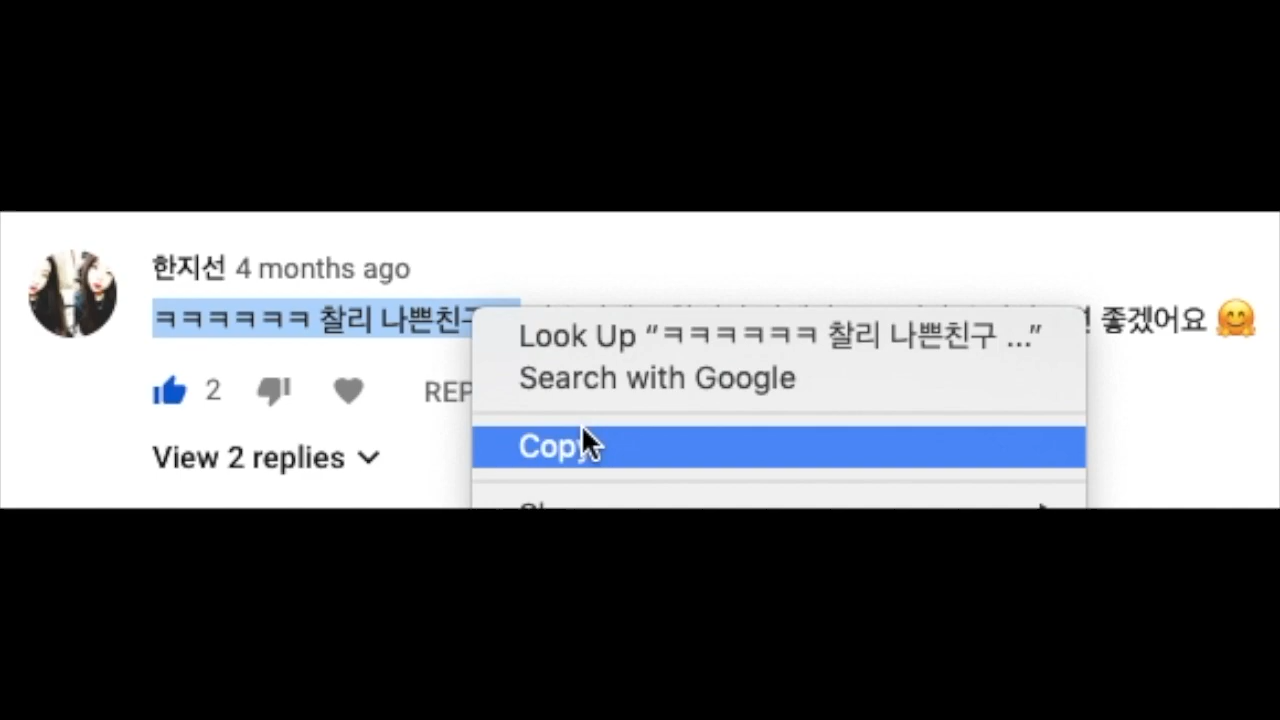 한지선 4 months ago
ㅋㅋㅋㅋㅋㅋ 찰리 나쁜친구 좋겠어요 🤗
Look Up “ㅋㅋㅋㅋㅋㅋ 찰리 나쁜친구 ...”
Search with Google
2 REP
Copy
View 2 replies